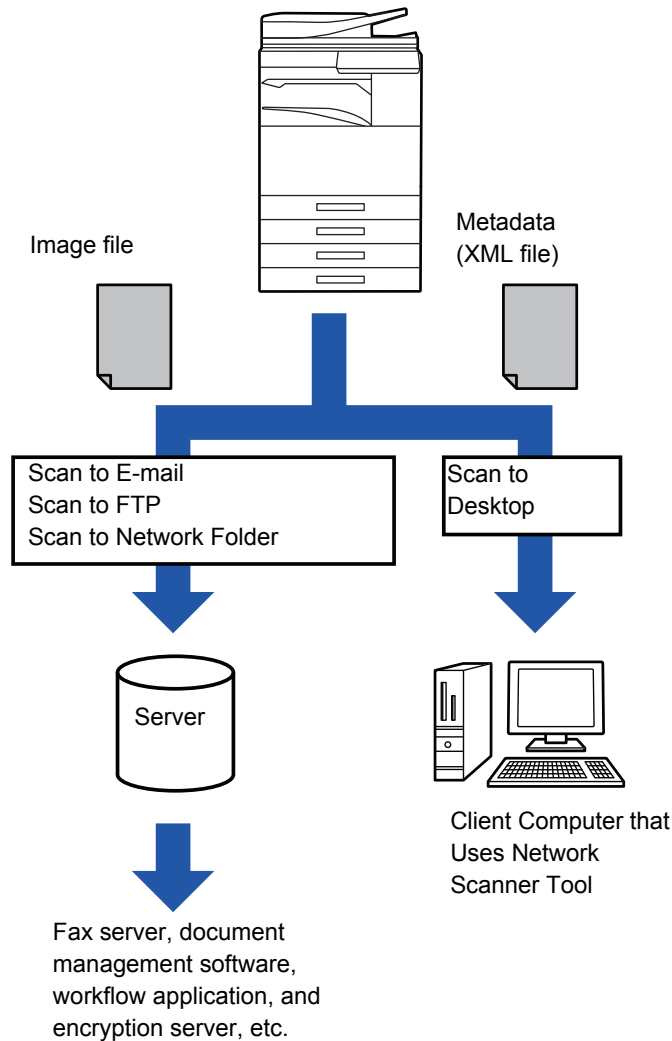 Image file
Metadata
(XML file)
Scan to E-mail
Scan to FTP
Scan to Network Folder
Scan to
Desktop
Server
Client Computer that
Uses Network
Scanner Tool
Fax server, document
management software,
workflow application, and
encryption server, etc.